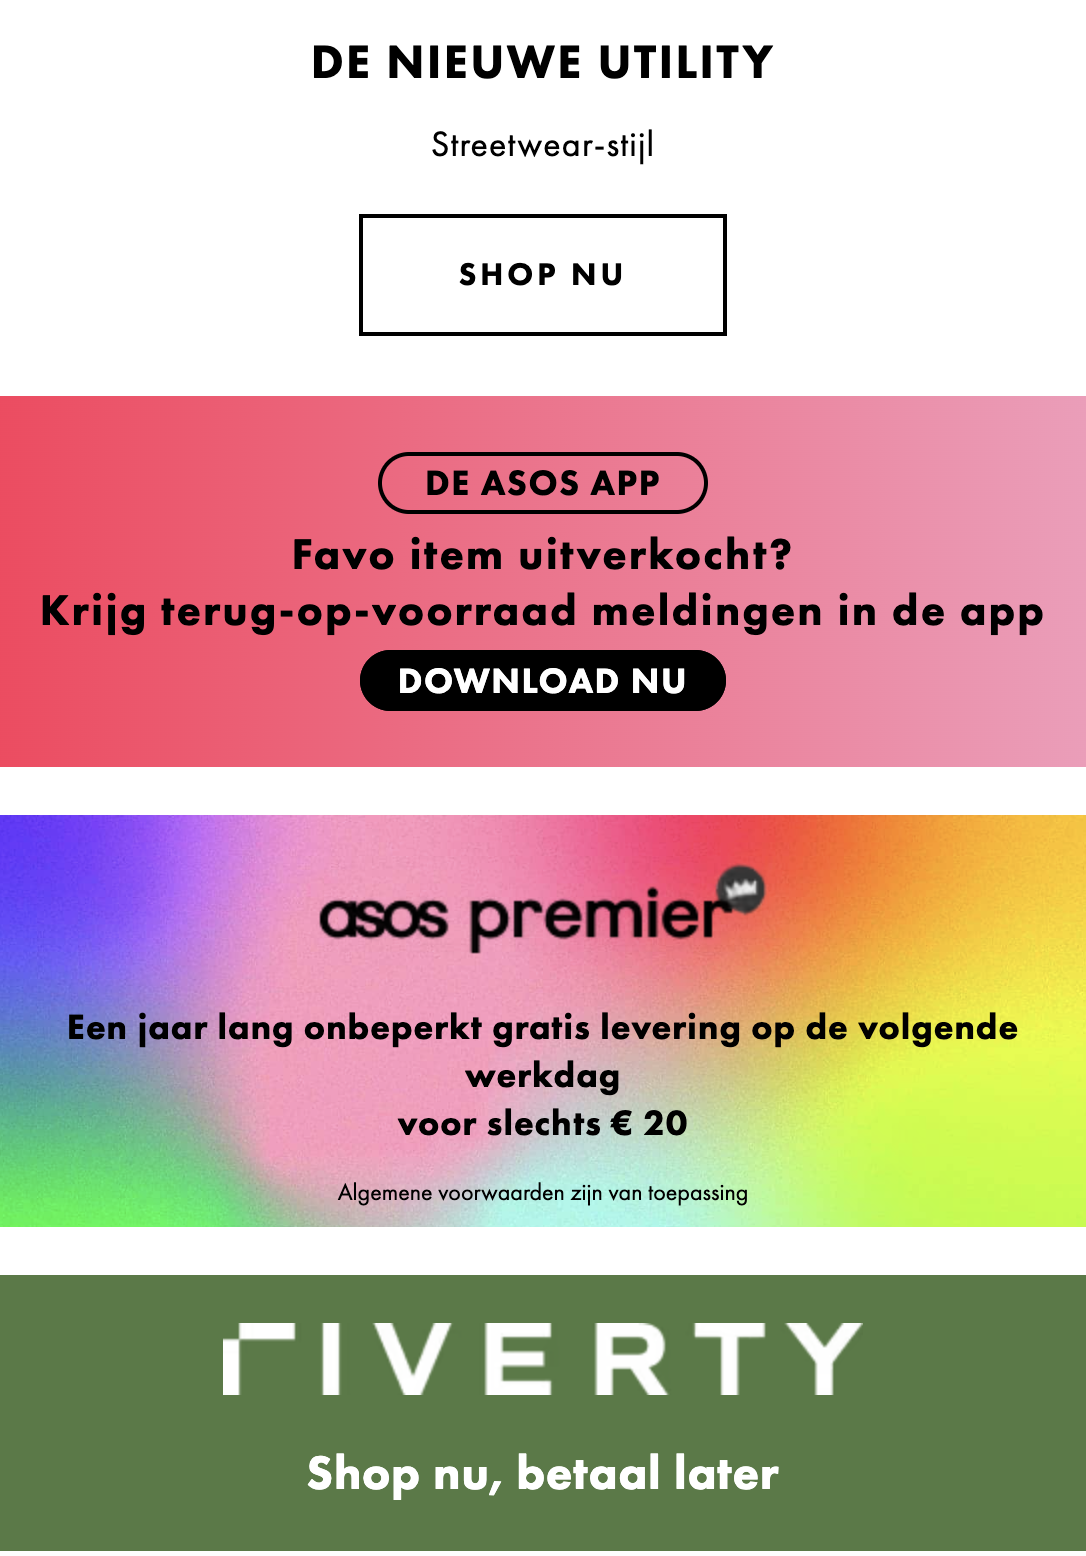 DE NIEUWE UTILITY
Streetwear-stijl
SHOP NU
DE ASOS APP
Favo item uitverkocht?
Krijg terug-op-voorraad meldingen in de app
DOWNLOAD NU
asos premier
Een jaar lang onbeperkt gratis levering op de volgende
werkdag
voor slechts € 20
Algemene voorwaarden zijn van toepassing
RIVERTY
Shop nu, betaal later